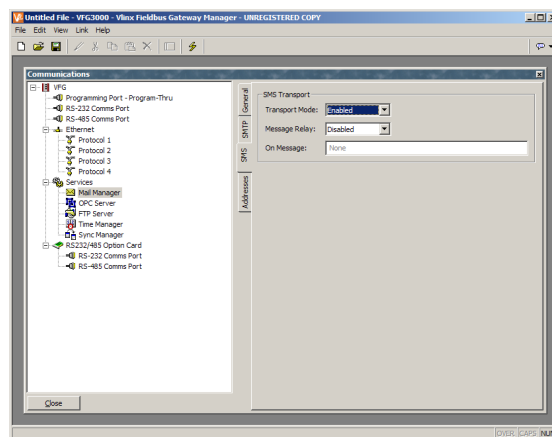 Untitled File - VFG3000 - Vlinx Fieldbus Gateway Manager - UNREGISTERED COPY
File Edit View Link Help
Communications
VFG
Programming Port - Program-Thru
RS-232 Comms Port
RS-485 Comms Port
Ethernet
Protocol 1
Protocol 2
Protocol 3
Protocol 4
Services
Mail Manager
OPC Server
FTP Server
Time Manager
Sync Manager
RS232/485 Option Card
RS-232 Comms Port
RS-485 Comms Port
General
SMTP
SMS
Addresses
SMS Transport
Transport Mode: Enabled
Message Relay: Disabled
On Message: None
Close
OVER CAPS NUM